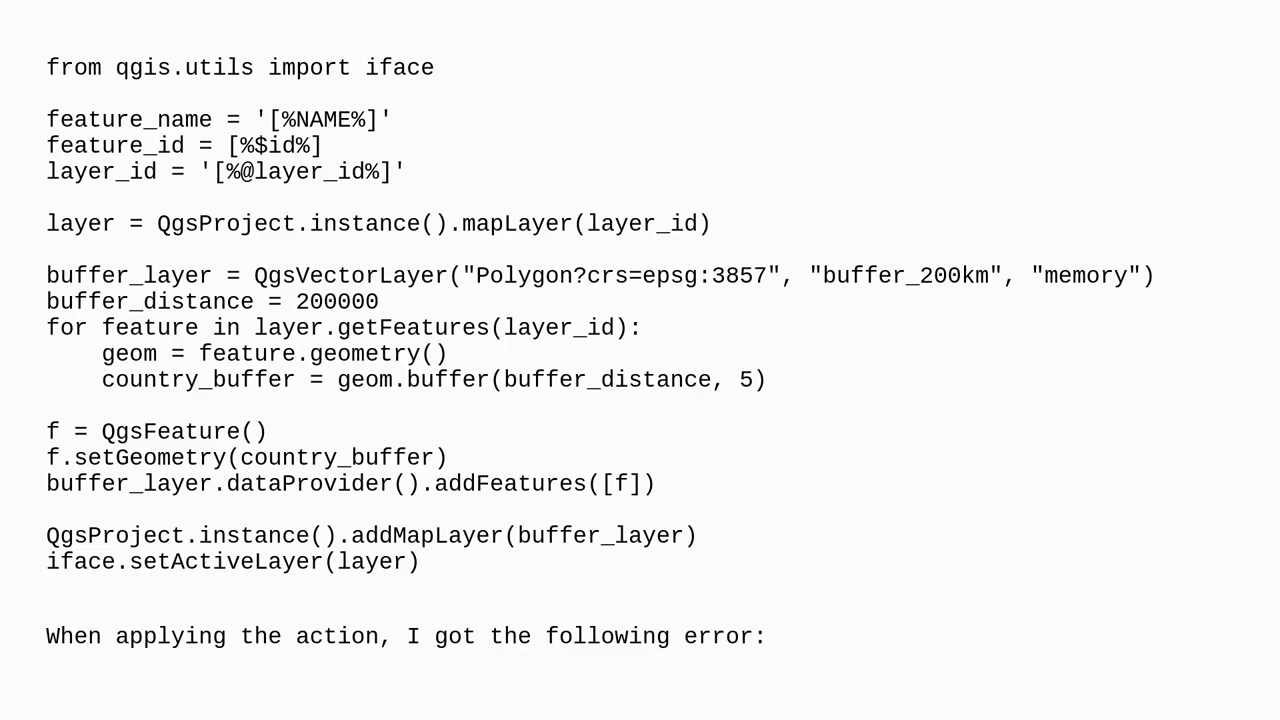 from qgis.utils import iface
feature_name = '[%NAME%]'
feature_id = [%$id%]
layer_id = '[%@layer_id%]'
layer = QgsProject.instance().mapLayer(layer_id)
buffer_layer = QgsVectorLayer("Polygon?crs=epsg:3857", "buffer_200km", "memory")
buffer_distance = 200000
for feature in layer.getFeatures(layer_id):
    geom = feature.geometry()
    country_buffer = geom.buffer(buffer_distance, 5)
f = QgsFeature()
f.setGeometry(country_buffer)
buffer_layer.dataProvider().addFeatures([f])
QgsProject.instance().addMapLayer(buffer_layer)
iface.setActiveLayer(layer)
When applying the action, I got the following error: